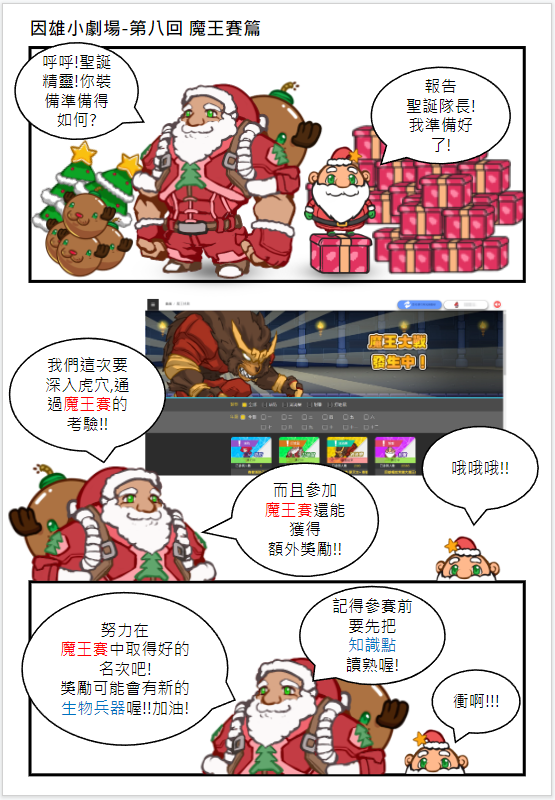 因雄小劇場-第八回 魔王賽篇
呼呼!聖誕
精靈!你裝
備準備得
如何?
報告
聖誕隊長!
我準備好
了!
魔王大戰
發生中!
我們這次要
深入虎穴,通
過魔王賽的
考驗!!
哦哦哦!!
而且參加
魔王賽還能
獲得
額外獎勵!!
努力在
魔王賽中取得好的
名次吧!
獎勵可能會有新的
生物兵器喔!!加油!
記得參賽前
要先把
知識點
讀熟喔!
衝啊!!!